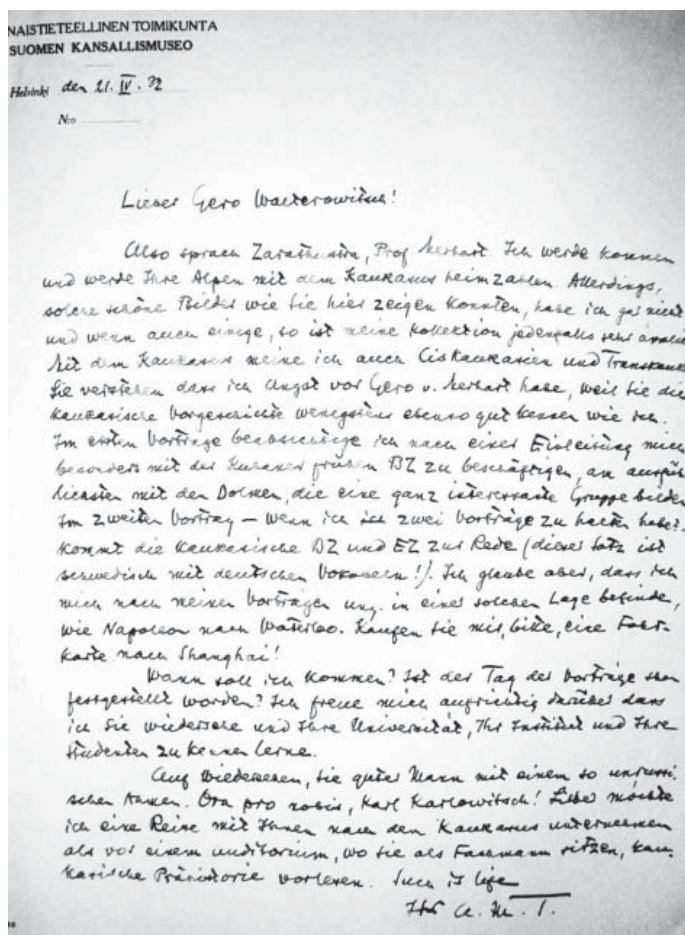 NAISTIETEELLINEN TOIMIKUNTA
SUOMEN KANSALLISMUSEO
Helsinki den 21. IV. 32
N:o
Lieber Gero Walterowitsch!
Also sprach Zarathustra, Prof Merhart. Ich werde kommen
und werde Ihre Alpen mit dem Kaukasus heimzahlen. Allerdings,
solche schöne Bilder wie Sie hier zeigen konnten, habe ich gar nicht
und wenn auch einige, so ist meine Kollektion jedenfalls sehr
Mit dem Kaukasus meine ich auch Ciskaukasien und Transkauk
Sie verstehen dass ich Angst vor Gero v. Merhart habe, weil Sie die
kaukasische Vorgeschichte wenigstens ebenso gut kennen wie ich.
Im ersten Vortrage beabsichtige ich nach einer Einleitung mich
besonders mit der Kubaner frühen BZ zu beschäftigen, am ausfüh
lichsten mit den Dolmen, die eine ganz interessante Gruppe bilden
Im zweiten Vortrag – wenn ich zwei Vorträge zu halten habe?
kommt die kaukasische BZ und EZ zur Rede (dieser Satz ist
schwedisch mit deutschen Vokabeln!). Ich glaube aber, dass ich
mich nach meinen Vorträgen ung. in einer solchen Lage befinde,
wie Napoleon nach Waterloo. Kaufen Sie mir, bitte, eine Fahr-
karte nach Shanghai!
Wann soll ich kommen? Ist der Tag der Vorträge schon
festgestellt worden? Ich freue mich aufrichtig darüber dass
ich Sie wiedersehe und Ihre Universität, Ihr Institut und Ihre
Studenten zu kennen lerne.
Auf Wiedersehen, Sie guter Mann mit einem so unrussi
schen Namen. Ora pro nobis, Karl Karlowitsch! Lieber möchte
ich eine Reise mit Ihnen nach dem Kaukasus unternehmen
als vor einem Auditorium, wo Sie als Fachmann sitzen, kau
kasische Prähistorie vorlesen. Such is life
Ihr A. M. T.